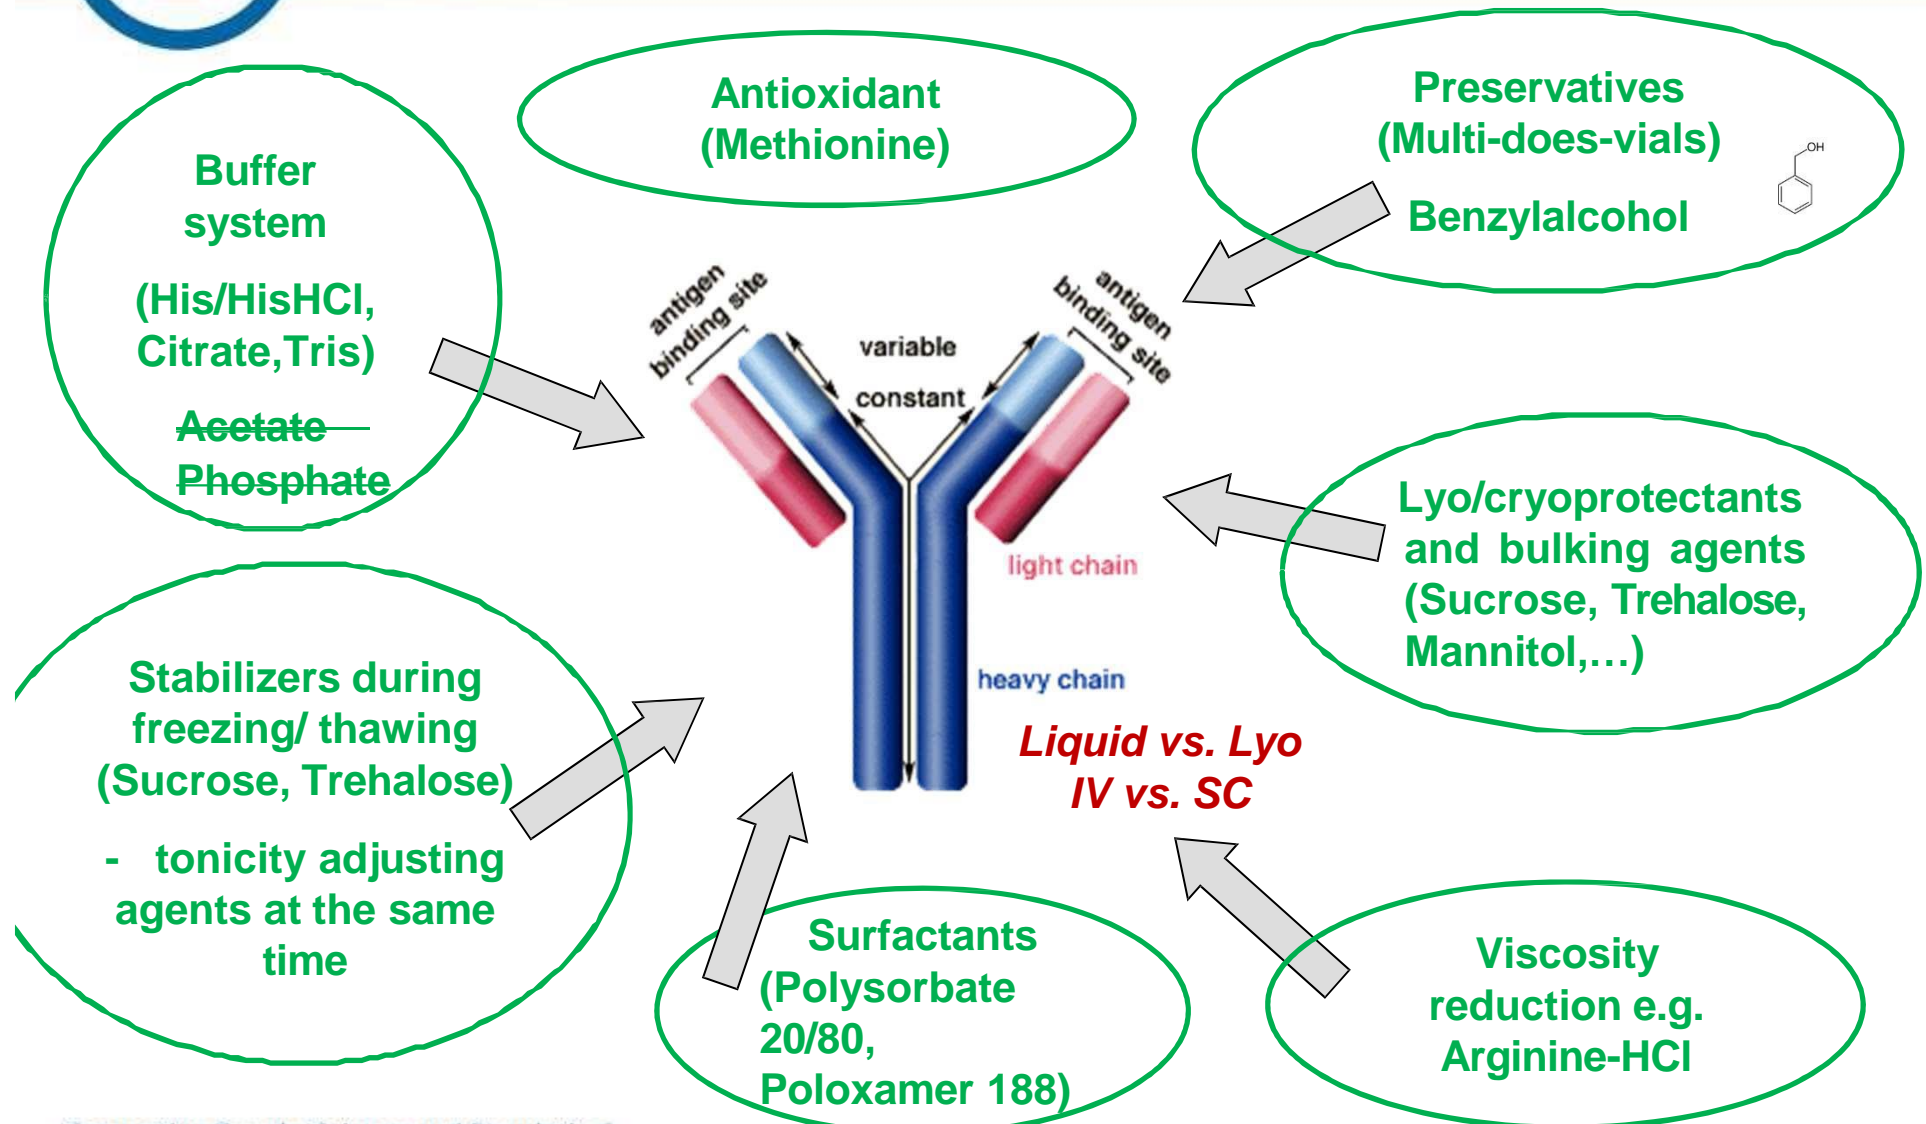 Antioxidant
(Methionine)
Preservatives
(Multi-does-vials)
Benzylalcohol
OH
Buffer
system
(His/HisHCl,
Citrate,Tris)
Acetate
Phosphate
antigen
binding site
variable
constant
antigen
binding site
light chain
heavy chain
Lyo/cryoprotectants
and bulking agents
(Sucrose, Trehalose,
Mannitol,…)
Stabilizers during
freezing/ thawing
(Sucrose, Trehalose)
- tonicity adjusting
agents at the same
time
Liquid vs. Lyo
IV vs. SC
Surfactants
(Polysorbate
20/80,
Poloxamer 188)
Viscosity
reduction e.g.
Arginine-HCl